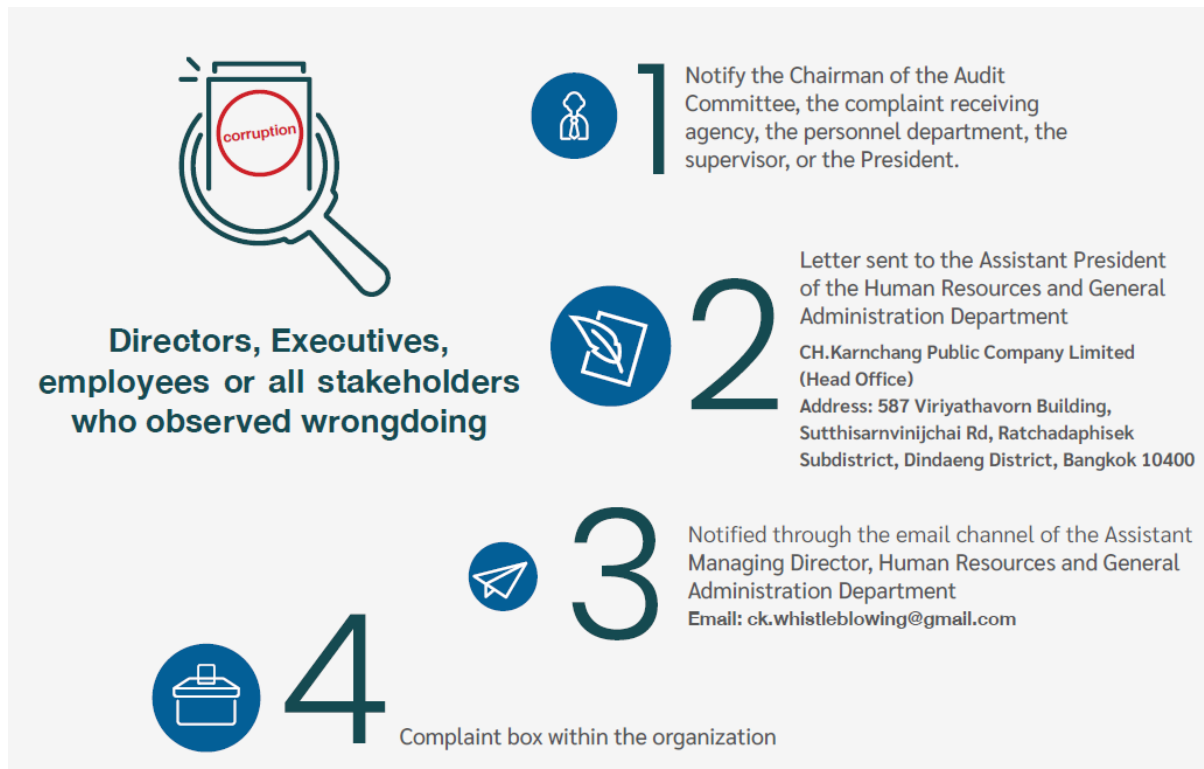 corruption
Directors, Executives,
employees or all stakeholders
who observed wrongdoing
1
Notify the Chairman of the Audit
Committee, the complaint receiving
agency, the personnel department, the
supervisor, or the President.
2
Letter sent to the Assistant President
of the Human Resources and General
Administration Department
CH.Karnchang Public Company Limited
(Head Office)
Address: 587 Viriyathavorn Building,
Sutthisarnvinijchai Rd, Ratchadaphisek
Subdistrict, Dindaeng District, Bangkok 10400
3
Notified through the email channel of the Assistant
Managing Director, Human Resources and General
Administration Department
Email: ck.whistleblowing@gmail.com
4
Complaint box within the organization